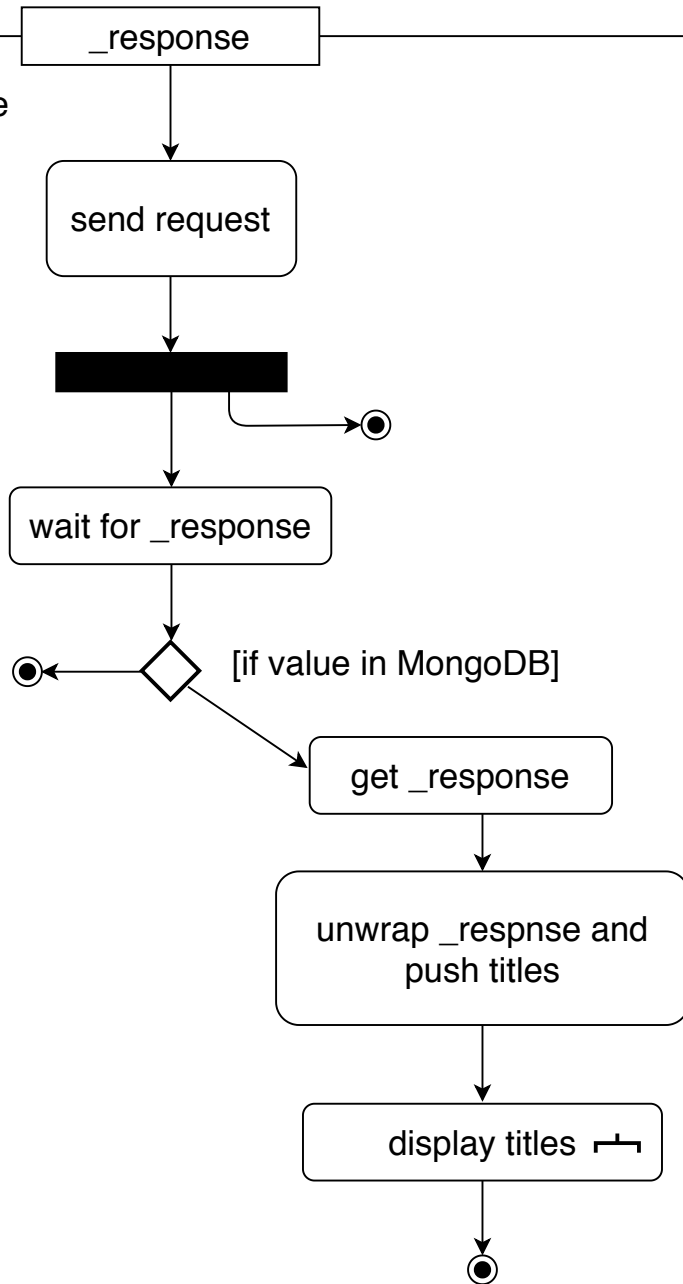 _response
e
send request
wait for _response
[if value in MongoDB]
get _response
unwrap _respnse and
push titles
display titles